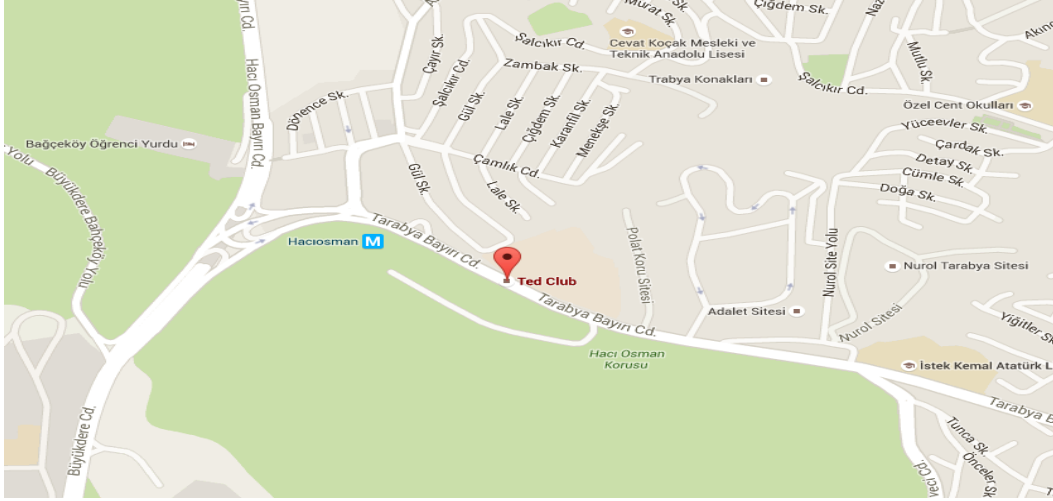 Murat Sk.
Çiğdem Sk.
Şalcıkır Cd.
Cevat Koçak Mesleki ve
Teknik Anadolu Lisesi
Zambak Sk.
Trabya Konakları
Mutlu Sk.
Şalcıkır Cd.
Özel Cent Okulları
Hacı Osman Bayırı Cd.
Çayır Sk.
Şalcıkır Cd.
Gül Sk.
Lale Sk.
Çiğdem Sk.
Karanfil Sk.
Menekşe Sk.
Dönence Sk.
Yüceevler Sk.
Çardak Sk.
Detay Sk.
Cümle Sk.
Doğa Sk.
Bağçeköy Öğrenci Yurdu
Yolu
Büyükdere Bahçeköy Yolu
Çamlık Cd.
Gül Sk.
Lale Sk.
Tarabya Bayırı Cd.
Hacıosman M
Polat Koru Sitesi
Nurol Site Yolu
Nurol Tarabya Sitesi
Ted Club
Tarabya Bayırı Cd.
Adalet Sitesi
Nurol Sitesi
Yiğitler Sk.
Hacı Osman
Korusu
İstek Kemal Atatürk L
Tarabya B
Büyükdere Cd.
Tunca Sk.
Önceler Sk